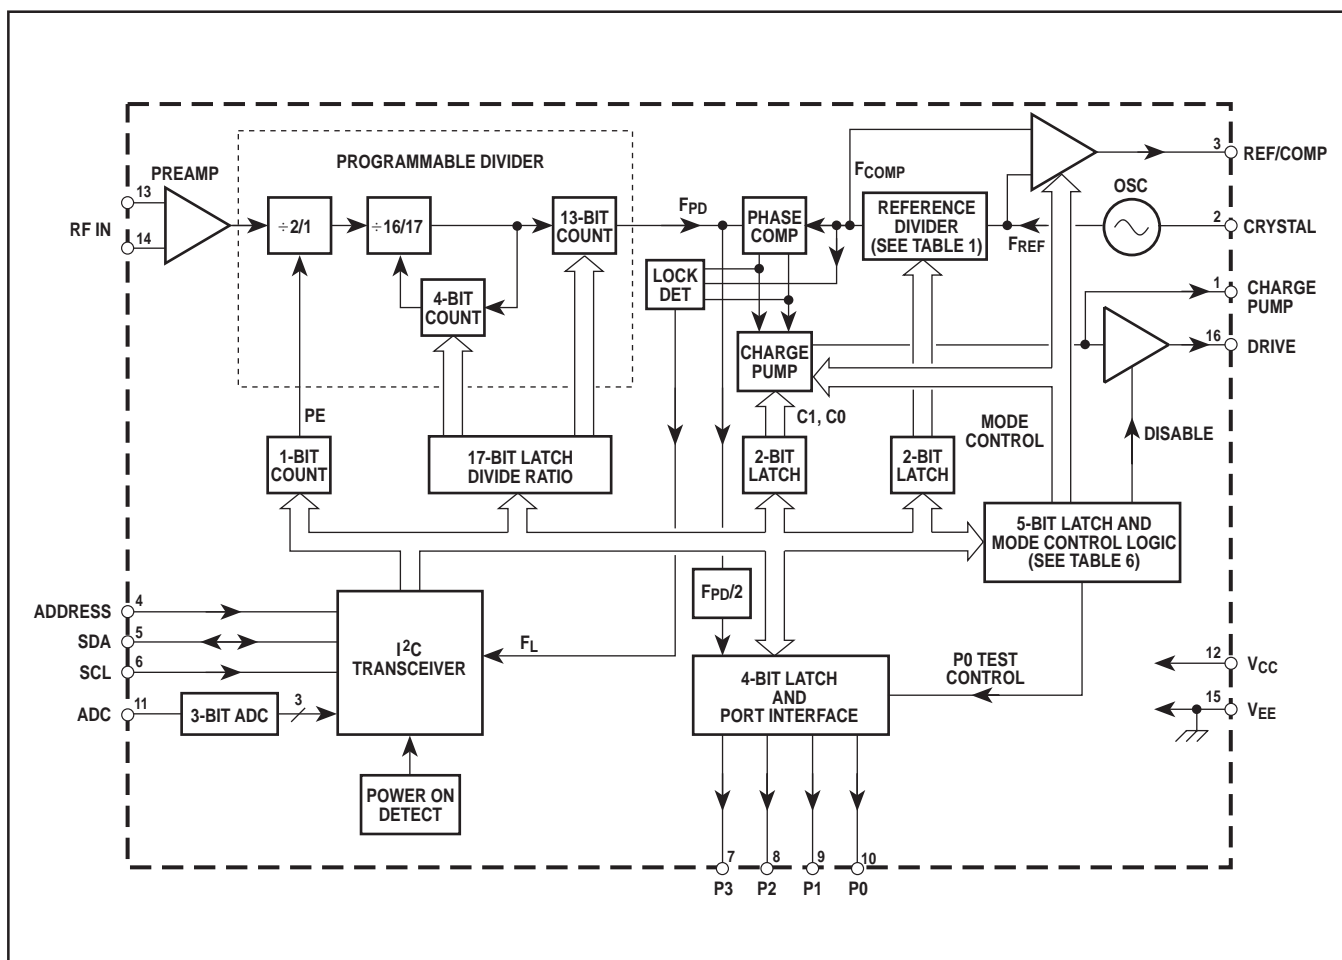 PROGRAMMABLE DIVIDER
PREAMP
13
14
RF IN
÷2/1
÷16/17
13-BIT
COUNT
4-BIT
COUNT
FPD
PHASE
COMP
FCOMP
REFERENCE
DIVIDER
(SEE TABLE 1)
FREF
OSC
3
REF/COMP
2
CRYSTAL
1
CHARGE
PUMP
16
DRIVE
LOCK
DET
CHARGE
PUMP
C1, C0
PE
1-BIT
COUNT
17-BIT LATCH
DIVIDE RATIO
2-BIT
LATCH
2-BIT
LATCH
MODE
CONTROL
DISABLE
5-BIT LATCH AND
MODE CONTROL LOGIC
(SEE TABLE 6)
FPD/2
ADDRESS
4
SDA
5
SCL
6
ADC
11
3-BIT ADC
3
I2C
TRANSCEIVER
FL
4-BIT LATCH
AND
PORT INTERFACE
P0 TEST
CONTROL
12
VCC
15
VEE
POWER ON
DETECT
7
8
9
10
P3
P2
P1
P0